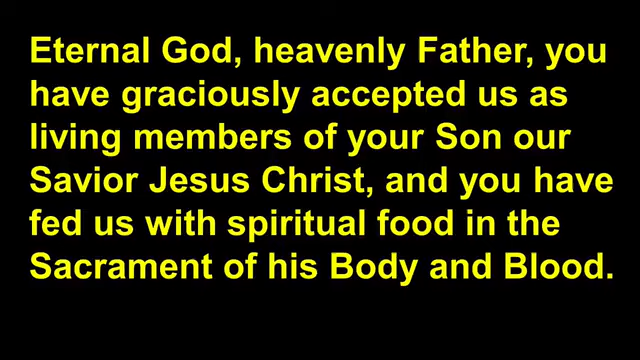 Eternal God, heavenly Father, you
have graciously accepted us as
living members of your Son our
Savior Jesus Christ, and you have
fed us with spiritual food in the
Sacrament of his Body and Blood.